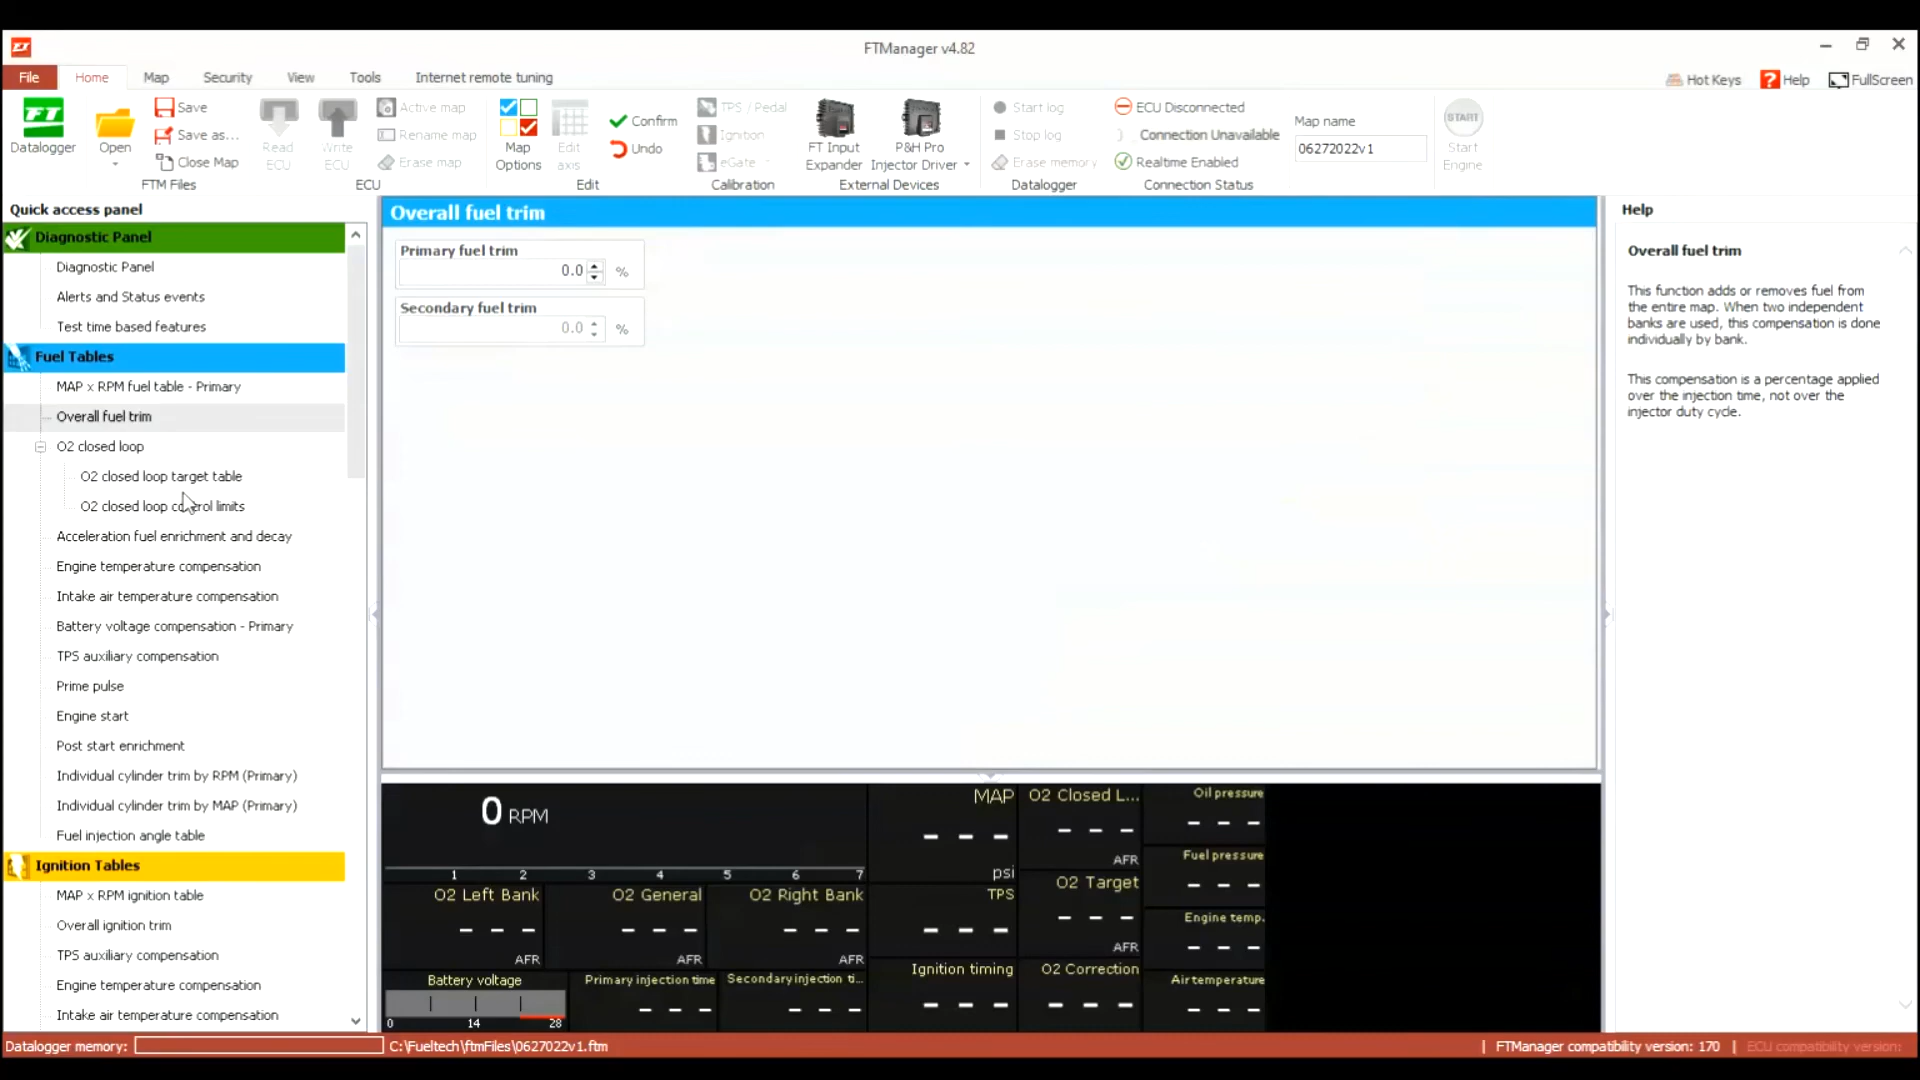 FTManager v4.82
File Home Map Security View Tools Internet remote tuning
Hot Keys ? Help FullScreen
FT
Datalogger
Open
Save
Save as...
Close Map
FTM Files
Read ECU
Write ECU
Active map
Rename map
Erase map
ECU
Map Options
Edit axis
Confirm
Undo
Edit
TPS / Pedal
Ignition
eGate
Calibration
FT Input Expander
P&H Pro Injector Driver
External Devices
Start log
Stop log
Erase memory
Datalogger
ECU Disconnected
Connection Unavailable
Realtime Enabled
Connection Status
Map name
06272022v1
START
Start Engine
Quick access panel
Diagnostic Panel
Diagnostic Panel
Alerts and Status events
Test time based features
Fuel Tables
MAP x RPM fuel table - Primary
Overall fuel trim
O2 closed loop
O2 closed loop target table
O2 closed loop control limits
Acceleration fuel enrichment and decay
Engine temperature compensation
Intake air temperature compensation
Battery voltage compensation - Primary
TPS auxiliary compensation
Prime pulse
Engine start
Post start enrichment
Individual cylinder trim by RPM (Primary)
Individual cylinder trim by MAP (Primary)
Fuel injection angle table
Ignition Tables
MAP x RPM ignition table
Overall ignition trim
TPS auxiliary compensation
Engine temperature compensation
Intake air temperature compensation
Overall fuel trim
Primary fuel trim
0.0 %
Secondary fuel trim
0.0 %
Help
Overall fuel trim
This function adds or removes fuel from
the entire map. When two independent
banks are used, this compensation is done
individually by bank.
This compensation is a percentage applied
over the injection time, not over the
injector duty cycle.
0 RPM
1 2 3 4 5 6 7
MAP
- - -
psi
O2 Closed L...
- - -
AFR
Oil pressure
- - -
Fuel pressure
- - -
O2 Left Bank
- - -
AFR
O2 General
- - -
AFR
O2 Right Bank
- - -
AFR
TPS
- - -
O2 Target
- - -
AFR
Engine temp.
- - -
Battery voltage
0 14 28
Primary injection time
- - -
Secondary injection ti...
- - -
Ignition timing
- - -
O2 Correction
- - -
Air temperature
- - -
Datalogger memory:
C:\Fueltech\ftmFiles\0627022v1.ftm
| FTManager compatibility version: 170 | ECU compatibility version: